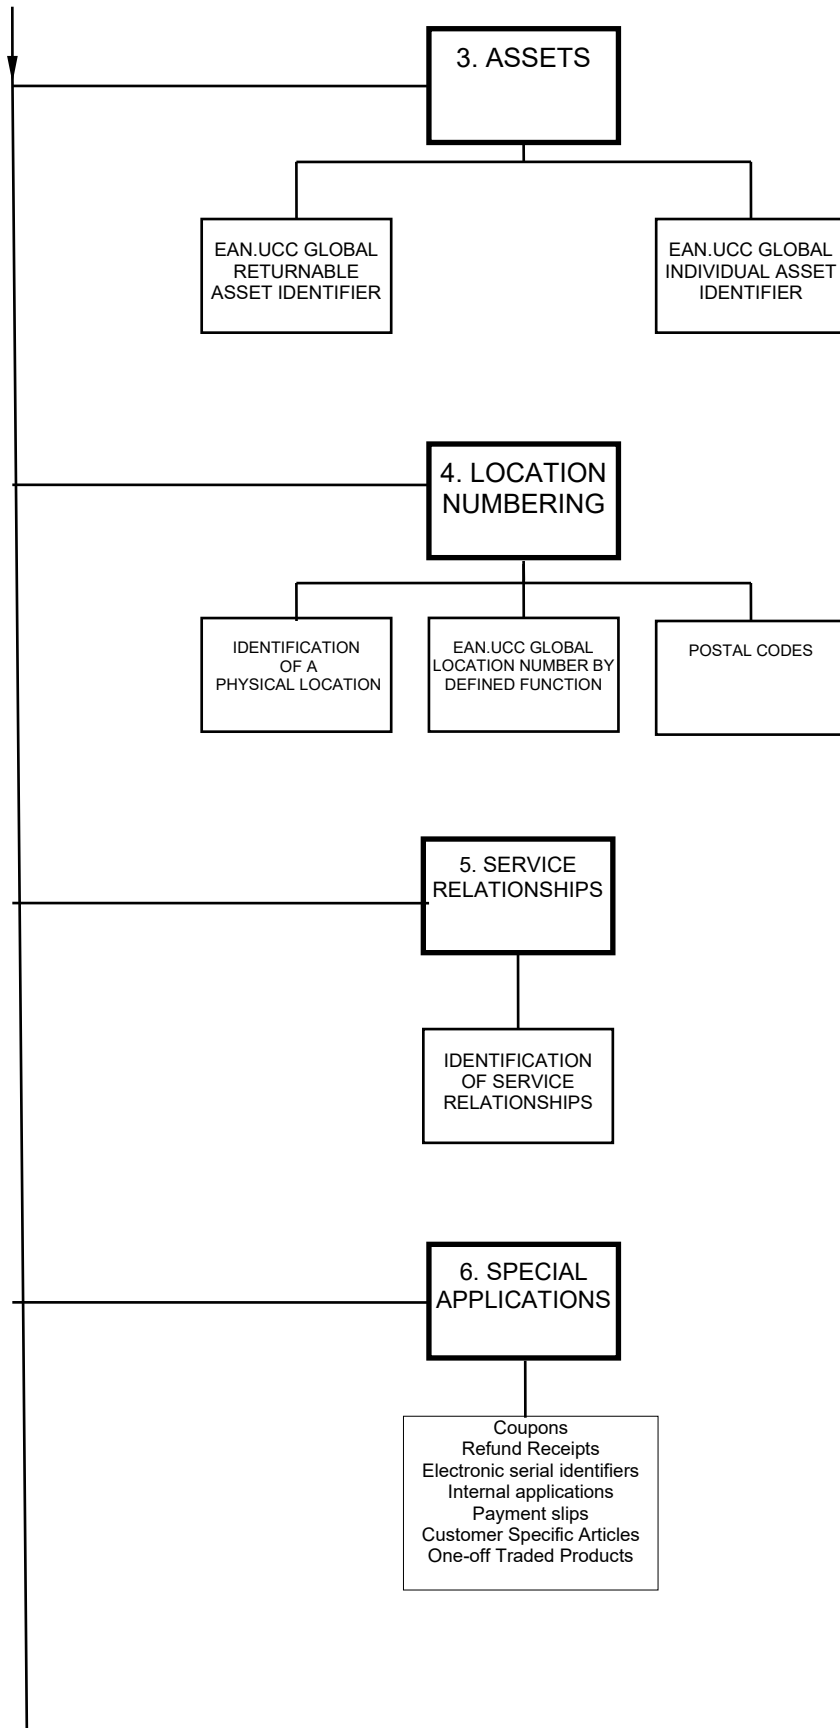 3. ASSETS
EAN.UCC GLOBAL
RETURNABLE
ASSET IDENTIFIER
EAN.UCC GLOBAL
INDIVIDUAL ASSET
IDENTIFIER
4. LOCATION
NUMBERING
IDENTIFICATION
OF A
PHYSICAL LOCATION
EAN.UCC GLOBAL
LOCATION NUMBER BY
DEFINED FUNCTION
POSTAL CODES
5. SERVICE
RELATIONSHIPS
IDENTIFICATION
OF SERVICE
RELATIONSHIPS
6. SPECIAL
APPLICATIONS
Coupons
Refund Receipts
Electronic serial identifiers
Internal applications
Payment slips
Customer Specific Articles
One-off Traded Products